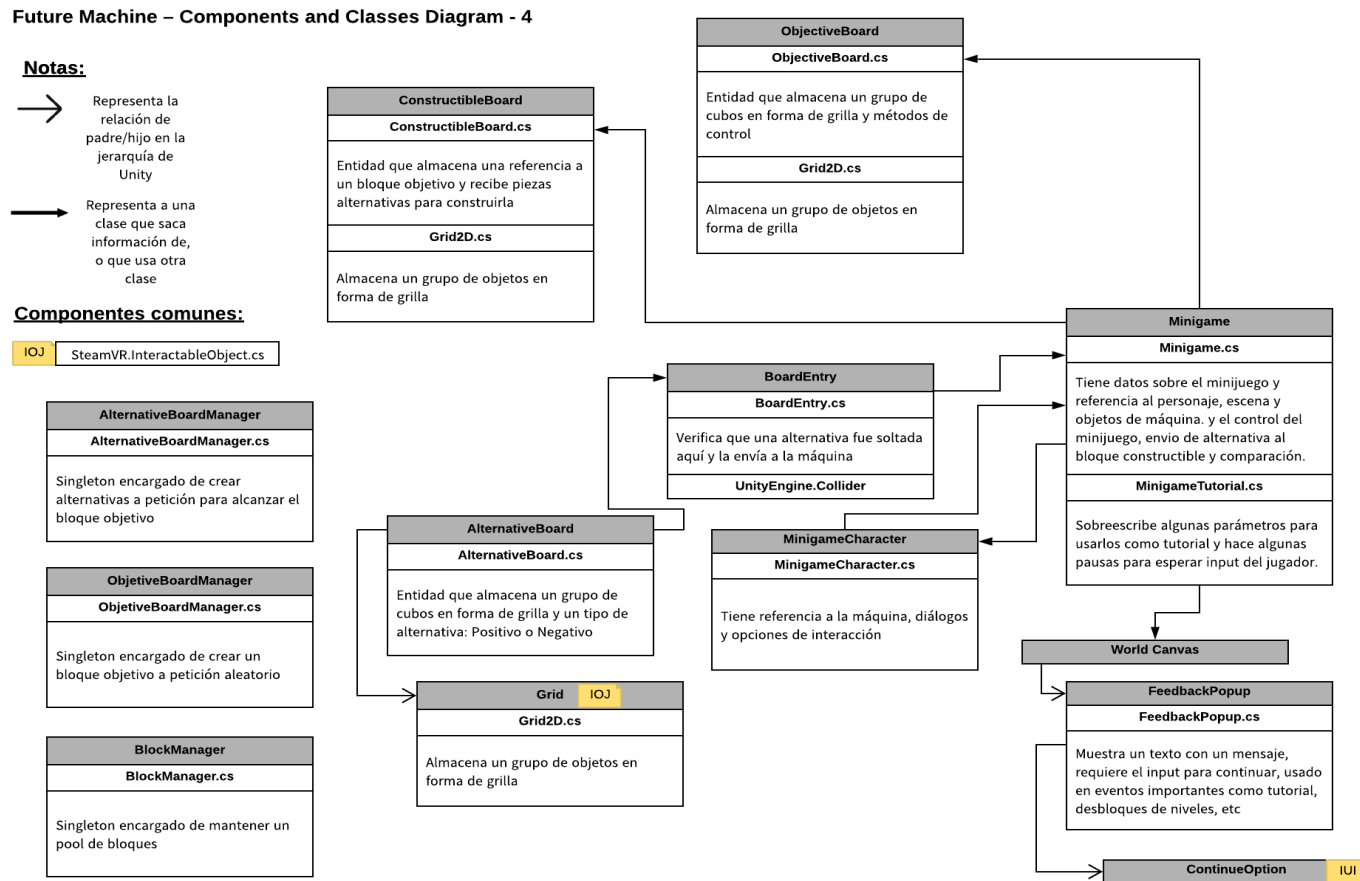 Future Machine – Components and Classes Diagram - 4
Notas:
Representa la
relación de
padre/hijo en la
jerarquía de
Unity
Representa a una
clase que saca
información de,
o que usa otra
clase
Componentes comunes:
IOJ
SteamVR.InteractableObject.cs
AlternativeBoardManager
AlternativeBoardManager.cs
Singleton encargado de crear
alternativas a petición para alcanzar el
bloque objetivo
ObjetiveBoardManager
ObjetiveBoardManager.cs
Singleton encargado de crear un
bloque objetivo a petición aleatorio
BlockManager
BlockManager.cs
Singleton encargado de mantener un
pool de bloques
ConstructibleBoard
ConstructibleBoard.cs
Entidad que almacena una referencia a
un bloque objetivo y recibe piezas
alternativas para construirla
Grid2D.cs
Almacena un grupo de objetos en
forma de grilla
ObjectiveBoard
ObjectiveBoard.cs
Entidad que almacena un grupo de
cubos en forma de grilla y métodos de
control
Grid2D.cs
Almacena un grupo de objetos en
forma de grilla
BoardEntry
BoardEntry.cs
Verifica que una alternativa fue soltada
aquí y la envía a la máquina
UnityEngine.Collider
AlternativeBoard
AlternativeBoard.cs
Entidad que almacena un grupo de
cubos en forma de grilla y un tipo de
alternativa: Positivo o Negativo
Grid
IOJ
Grid2D.cs
Almacena un grupo de objetos en
forma de grilla
MinigameCharacter
MinigameCharacter.cs
Tiene referencia a la máquina, diálogos
y opciones de interacción
Minigame
Minigame.cs
Tiene datos sobre el minijuego y
referencia al personaje, escena y
objetos de máquina. y el control del
minijuego, envio de alternativa al
bloque constructible y comparación.
MinigameTutorial.cs
Sobreescribe algunas parámetros para
usarlos como tutorial y hace algunas
pausas para esperar input del jugador.
World Canvas
FeedbackPopup
FeedbackPopup.cs
Muestra un texto con un mensaje,
requiere el input para continuar, usado
en eventos importantes como tutorial,
desbloques de niveles, etc
ContinueOption
IUI